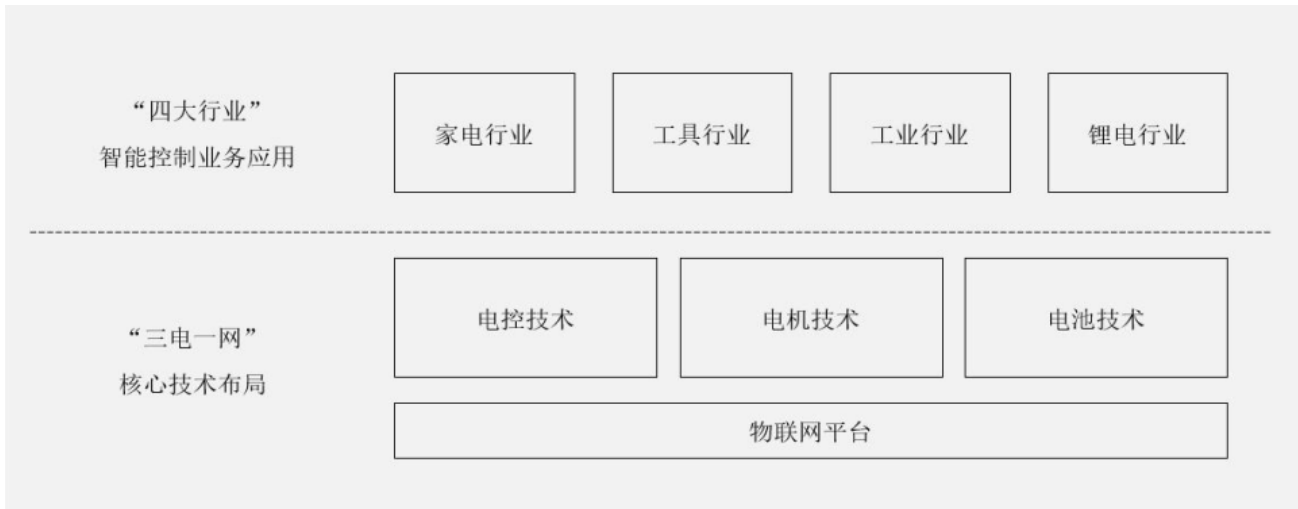 “四大行业”
智能控制业务应用
家电行业
工具行业
工业行业
锂电行业
“三电一网”
核心技术布局
电控技术
电机技术
电池技术
物联网平台